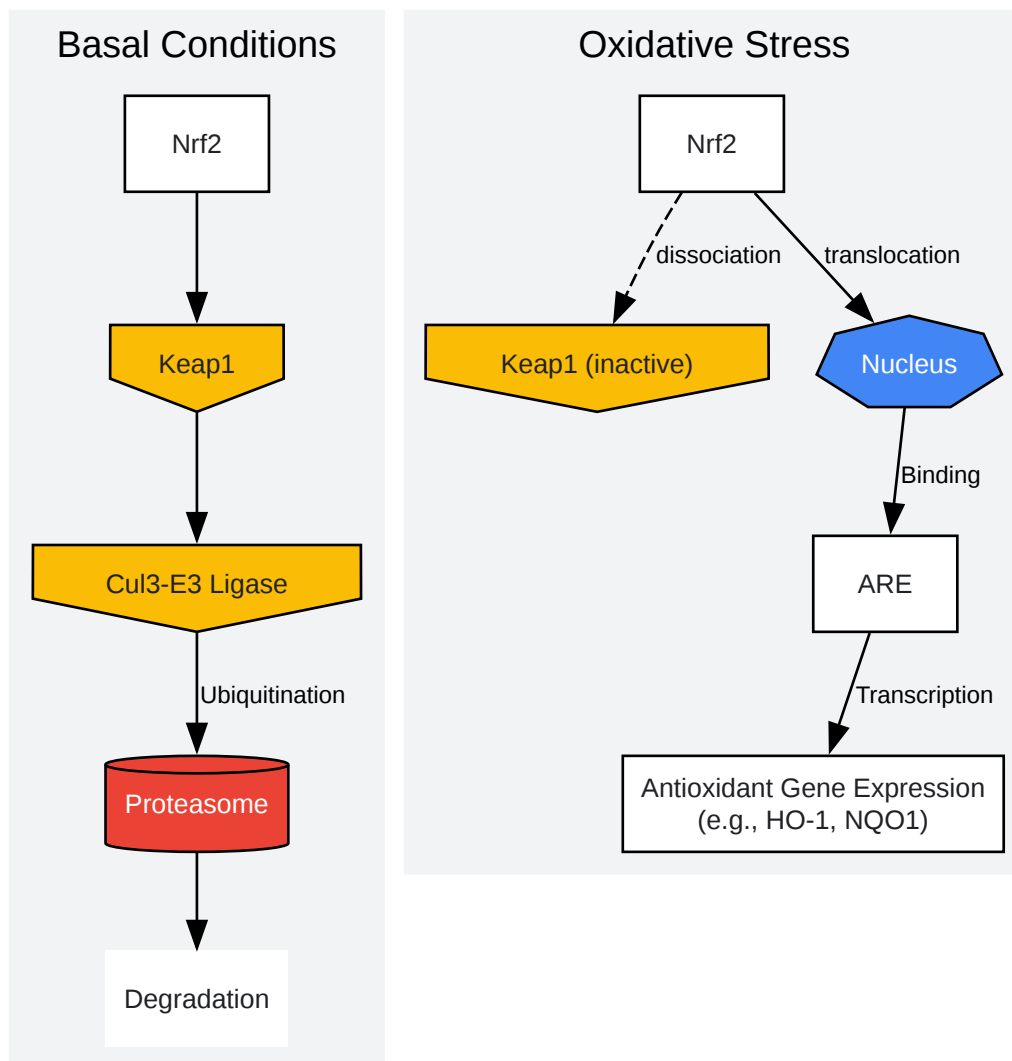 Basal Conditions
Nrf2
Keap1
Cul3-E3 Ligase
Ubiquitination
Proteasome
Degradation
Oxidative Stress
Nrf2
dissociation
translocation
Keap1 (inactive)
Nucleus
Binding
ARE
Transcription
Antioxidant Gene Expression
(e.g., HO-1, NQO1)